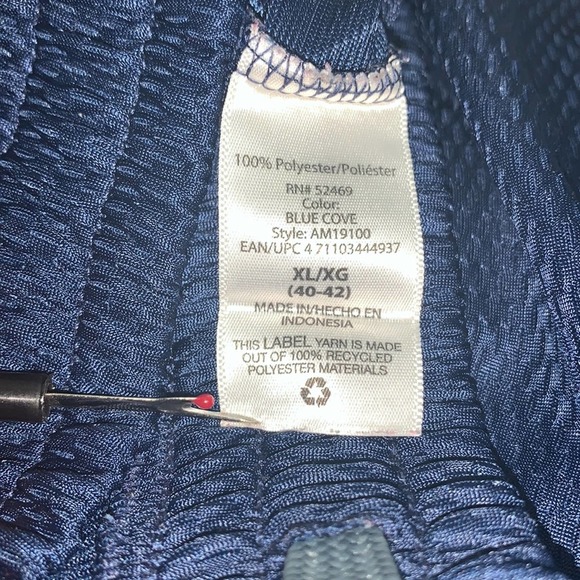 100% Polyester/Poliéster
RN# 52469
Color:
BLUE COVE
Style: AM19100
EAN/UPC 4 71103444937
XL/XG
(40-42)
MADE IN/HECHO EN
INDONESIA
THIS LABEL YARN IS MADE
OUT OF 100% RECYCLED
POLYESTER MATERIALS